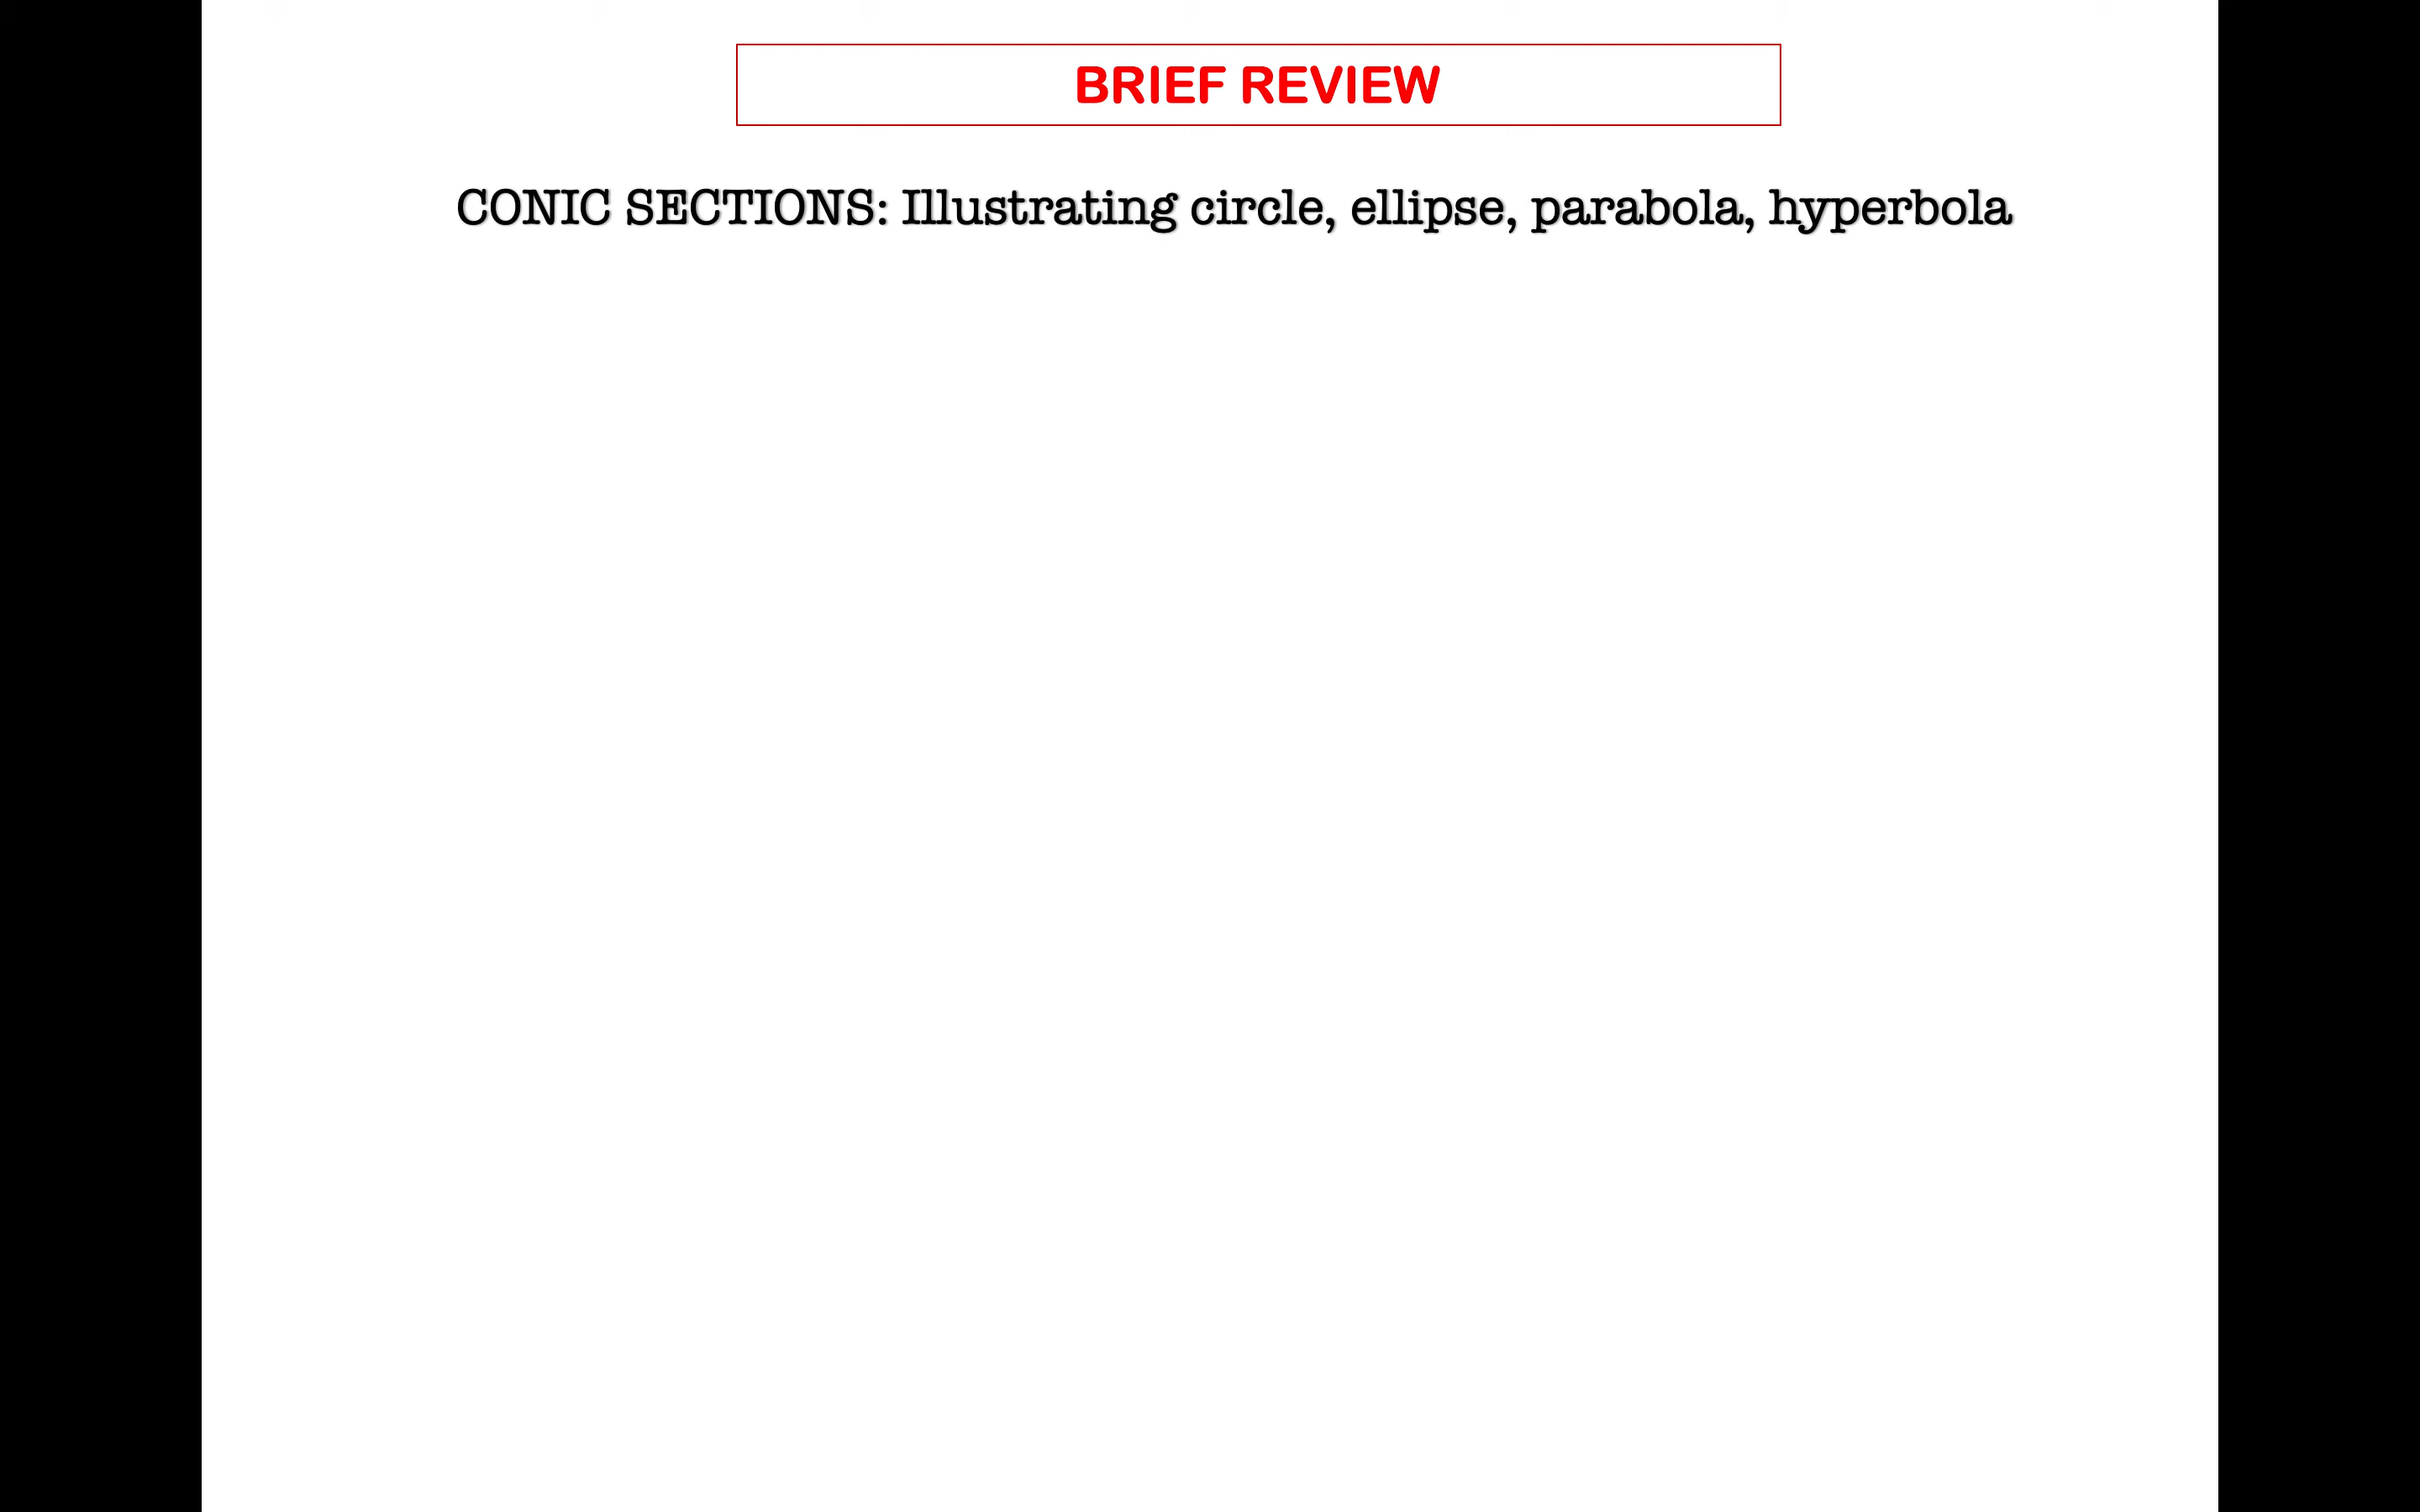 BRIEF REVIEW
CONIC SECTIONS: Illustrating circle, ellipse, parabola, hyperbola